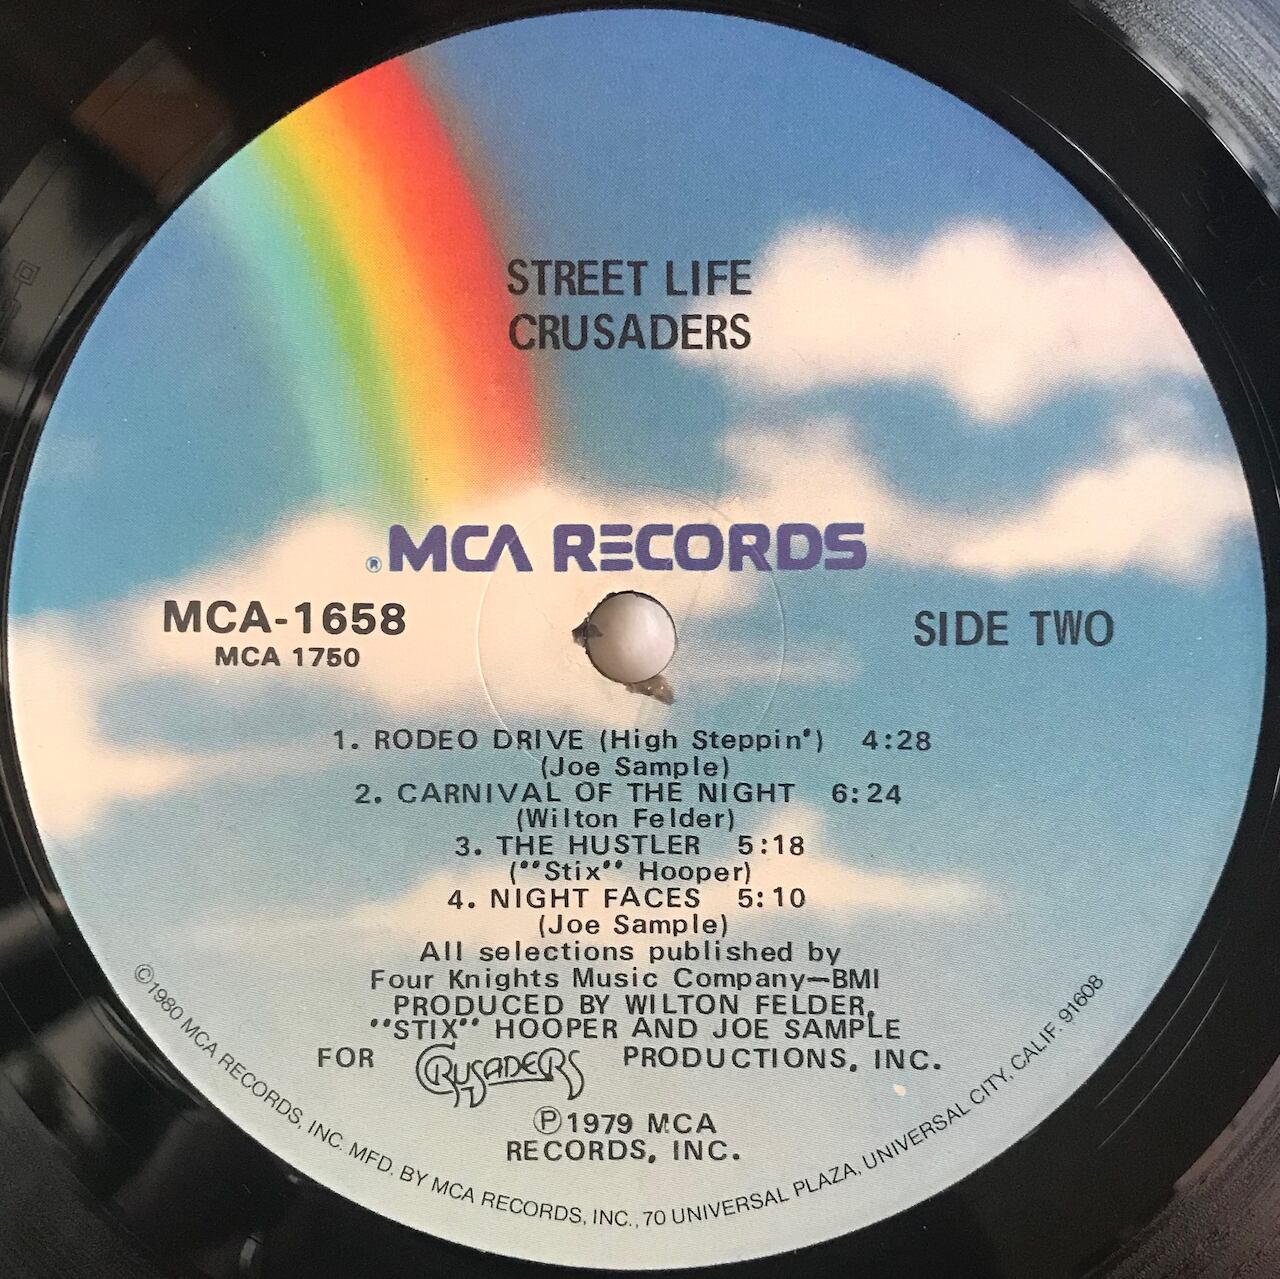 STREET LIFE
CRUSADERS
® MCA RECORDS
MCA-1658
MCA 1750
SIDE TWO
1. RODEO DRIVE (High Steppin') 4:28
(Joe Sample)
2. CARNIVAL OF THE NIGHT 6:24
(Wilton Felder)
3. THE HUSTLER 5:18
(""Stix"" Hooper)
4. NIGHT FACES 5:10
(Joe Sample)
All selections published by
Four Knights Music Company—BMI
PRODUCED BY WILTON FELDER,
""STIX"" HOOPER AND JOE SAMPLE
FOR CRUSADERS PRODUCTIONS, INC.
Ⓟ1979 MCA
RECORDS, INC.
©1980 MCA RECORDS, INC. MFD. BY MCA RECORDS, INC., 70 UNIVERSAL PLAZA, UNIVERSAL CITY, CALIF. 91608